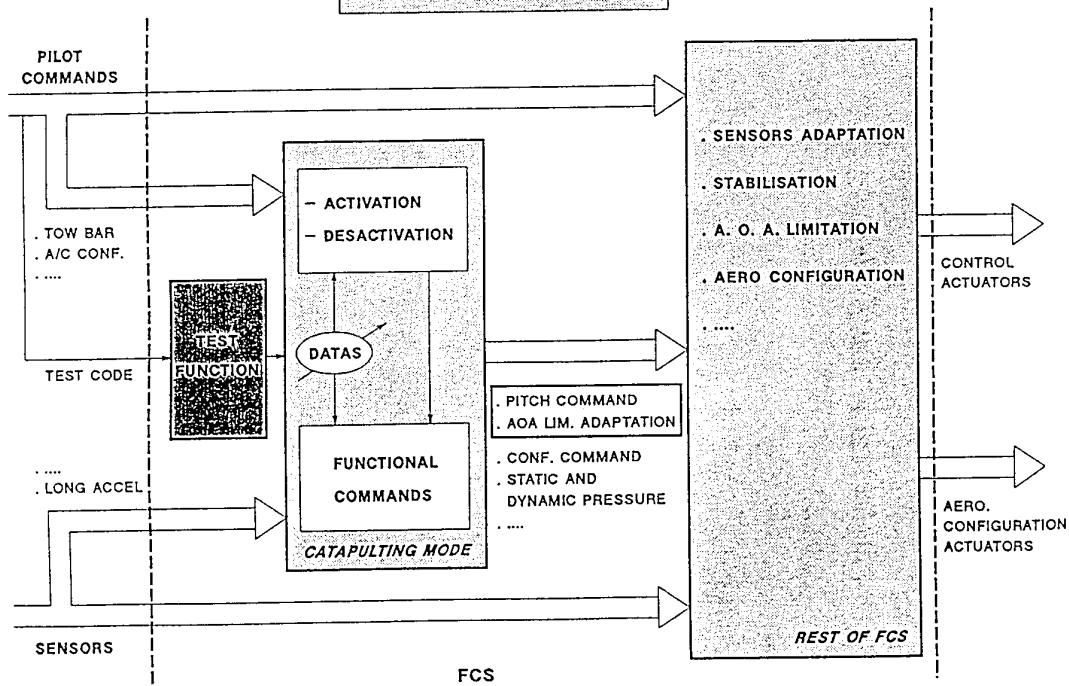 PILOT
COMMANDS
. TOW BAR
. A/C CONF.
. ....
TEST CODE
. ....
. LONG ACCEL
SENSORS
TEST
FUNCTION
– ACTIVATION
– DESACTIVATION
DATAS
FUNCTIONAL
COMMANDS
CATAPULTING MODE
. PITCH COMMAND
. AOA LIM. ADAPTATION
. CONF. COMMAND
. STATIC AND
DYNAMIC PRESSURE
. ....
. SENSORS ADAPTATION
. STABILISATION
. A. O. A. LIMITATION
. AERO CONFIGURATION
. ....
REST OF FCS
CONTROL
ACTUATORS
AERO.
CONFIGURATION
ACTUATORS
FCS